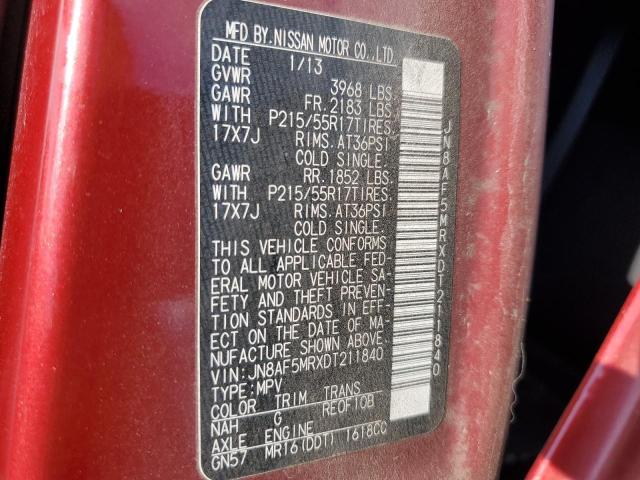 MFD BY.NISSAN MOTOR CO.,LTD
DATE 1/13
GVWR 3968 LBS.
GAWR FR. 2183 LBS.
WITH P215/55R17TIRES.
17X7J RIMS. AT36PSI
COLD SINGLE.
GAWR RR. 1852 LBS.
WITH P215/55R17TIRES.
17X7J RIMS. AT36PSI
COLD SINGLE.
THIS VEHICLE CONFORMS
TO ALL APPLICABLE FED-
ERAL MOTOR VEHICLE SA-
FETY AND THEFT PREVEN-
TION STANDARDS IN EFF-
ECT ON THE DATE OF MA-
NUFACTURE SHOWN ABOVE.
VIN:JN8AF5MRXDT211840
TYPE:MPV
COLOR TRIM TRANS
NAH G RE0F10B
AXLE ENGINE
GN57 MR16(DDT) 1618CC
JN8AF5MRXDT211840